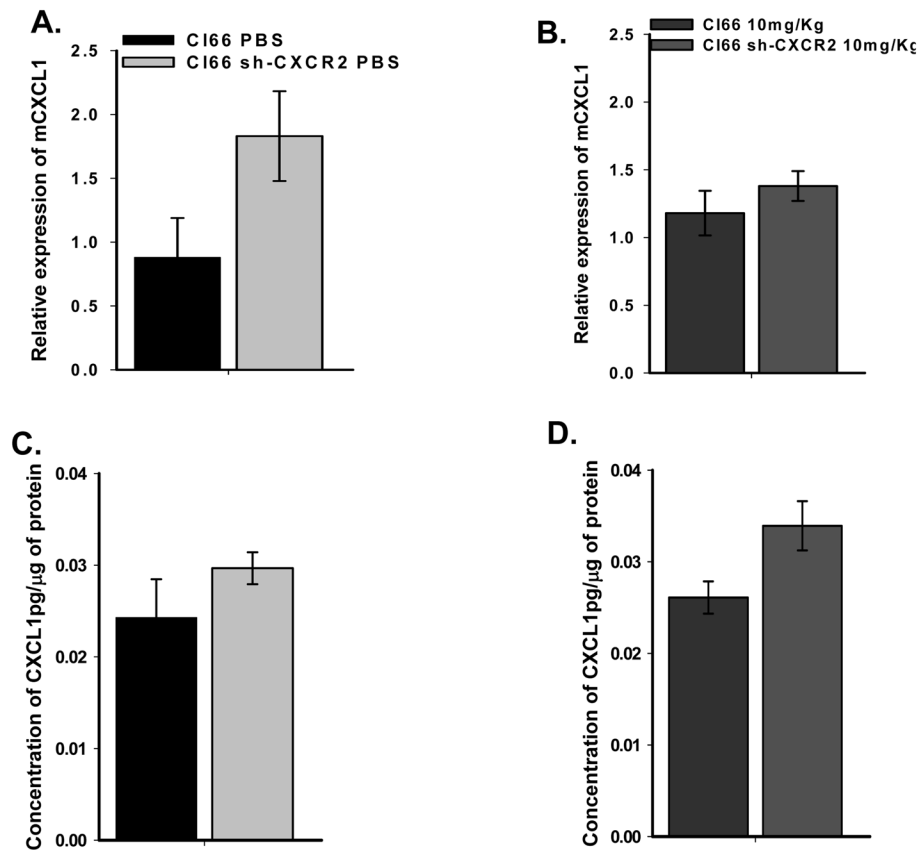 A.
Cl66 PBS
Cl66 sh-CXCR2 PBS
Relative expression of mCXCL1
2.5
2.0
1.5
1.0
0.5
0.0
B.
Cl66 10mg/Kg
Cl66 sh-CXCR2 10mg/Kg
Relative expression of mCXCL1
2.5
2.0
1.5
1.0
0.5
0.0
C.
Concentration of CXCL1pg/µg of protein
0.04
0.03
0.02
0.01
0.00
D.
Concentration of CXCL1pg/µg of protein
0.04
0.03
0.02
0.01
0.00